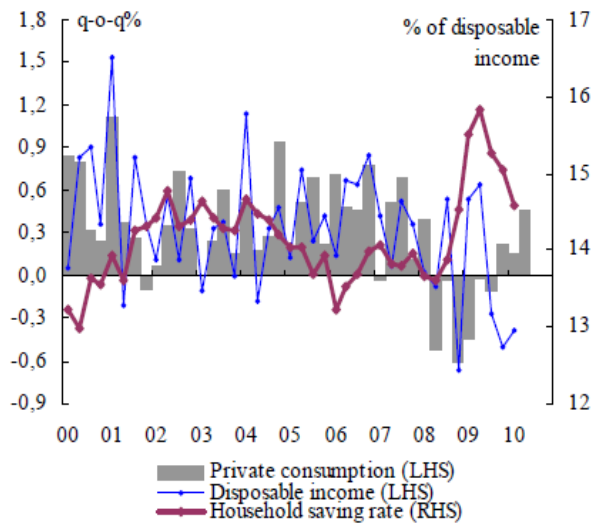 q-o-q%
% of disposable
income
1,8
1,5
1,2
0,9
0,6
0,3
0,0
-0,3
-0,6
-0,9
17
16
15
14
13
12
00 01 02 03 04 05 06 07 08 09 10
Private consumption (LHS)
Disposable income (LHS)
Household saving rate (RHS)